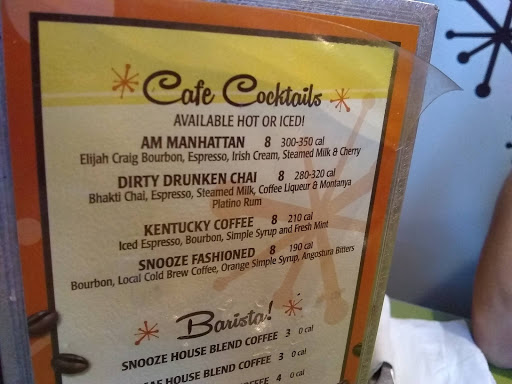 Cafe Cocktails
AVAILABLE HOT OR ICED!
AM MANHATTAN 8 300-350 cal
Elijah Craig Bourbon, Espresso, Irish Cream, Steamed Milk & Cherry
DIRTY DRUNKEN CHAI 8 280-320 cal
Bhakti Chai, Espresso, Steamed Milk, Coffee Liqueur & Montanya
Platino Rum
KENTUCKY COFFEE 8 210 cal
Iced Espresso, Bourbon, Simple Syrup and Fresh Mint
SNOOZE FASHIONED 8 190 cal
Bourbon, Local Cold Brew Coffee, Orange Simple Syrup, Angostura Bitters
Barista!
SNOOZE HOUSE BLEND COFFEE 3 0 cal
HOUSE BLEND COFFEE 3 0 cal
COFFEE 4 0 cal